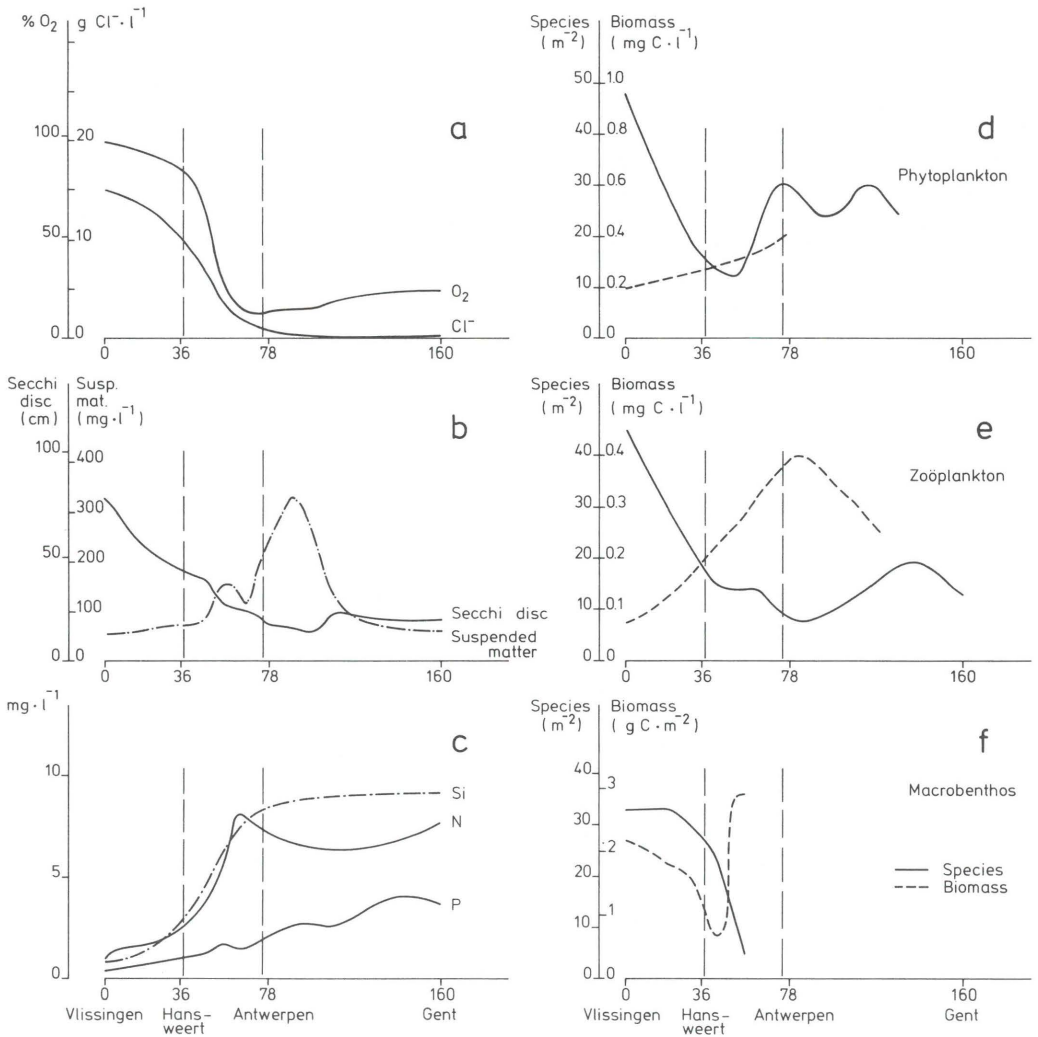 % O₂ g Cl⁻·l⁻¹
a
100 20
50 10
0 0
O₂
Cl⁻
0 36 78 160
Secchi disc (cm)
Susp. mat. (mg·l⁻¹)
b
100
400
300
50 200
100
0 0
Secchi disc
Suspended matter
0 36 78 160
mg·l⁻¹
c
10
5
0
Si
N
P
0 36 78 160
Vlissingen Hans-weert Antwerpen Gent
Species (m⁻²)
Biomass (mg C·l⁻¹)
d
Phytoplankton
50 1.0
40 0.8
30 0.6
20 0.4
10 0.2
0 0
0 36 78 160
Species (m⁻²)
Biomass (mg C·l⁻¹)
e
Zoöplankton
40 0.4
30 0.3
20 0.2
10 0.1
0 0
0 36 78 160
Species (m⁻²)
Biomass (g C·m⁻²)
f
Macrobenthos
40 3
30
20 2
10 1
0 0
Species
Biomass
0 36 78 160
Vlissingen Hans-weert Antwerpen Gent